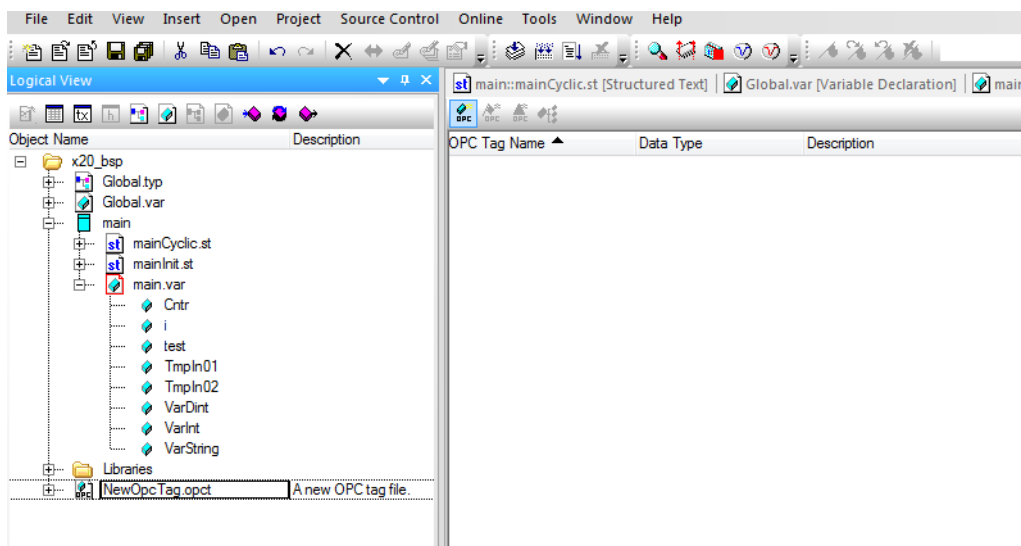 File Edit View Insert Open Project Source Control Online Tools Window Help
Logical View
main::mainCyclic.st [Structured Text] Global.var [Variable Declaration] main
Object Name Description
OPC Tag Name Data Type Description
x20_bsp
Global.typ
Global.var
main
st mainCyclic.st
st mainInit.st
main.var
Cntr
i
test
TmpIn01
TmpIn02
VarDint
VarInt
VarString
Libraries
NewOpcTag.opct A new OPC tag file.